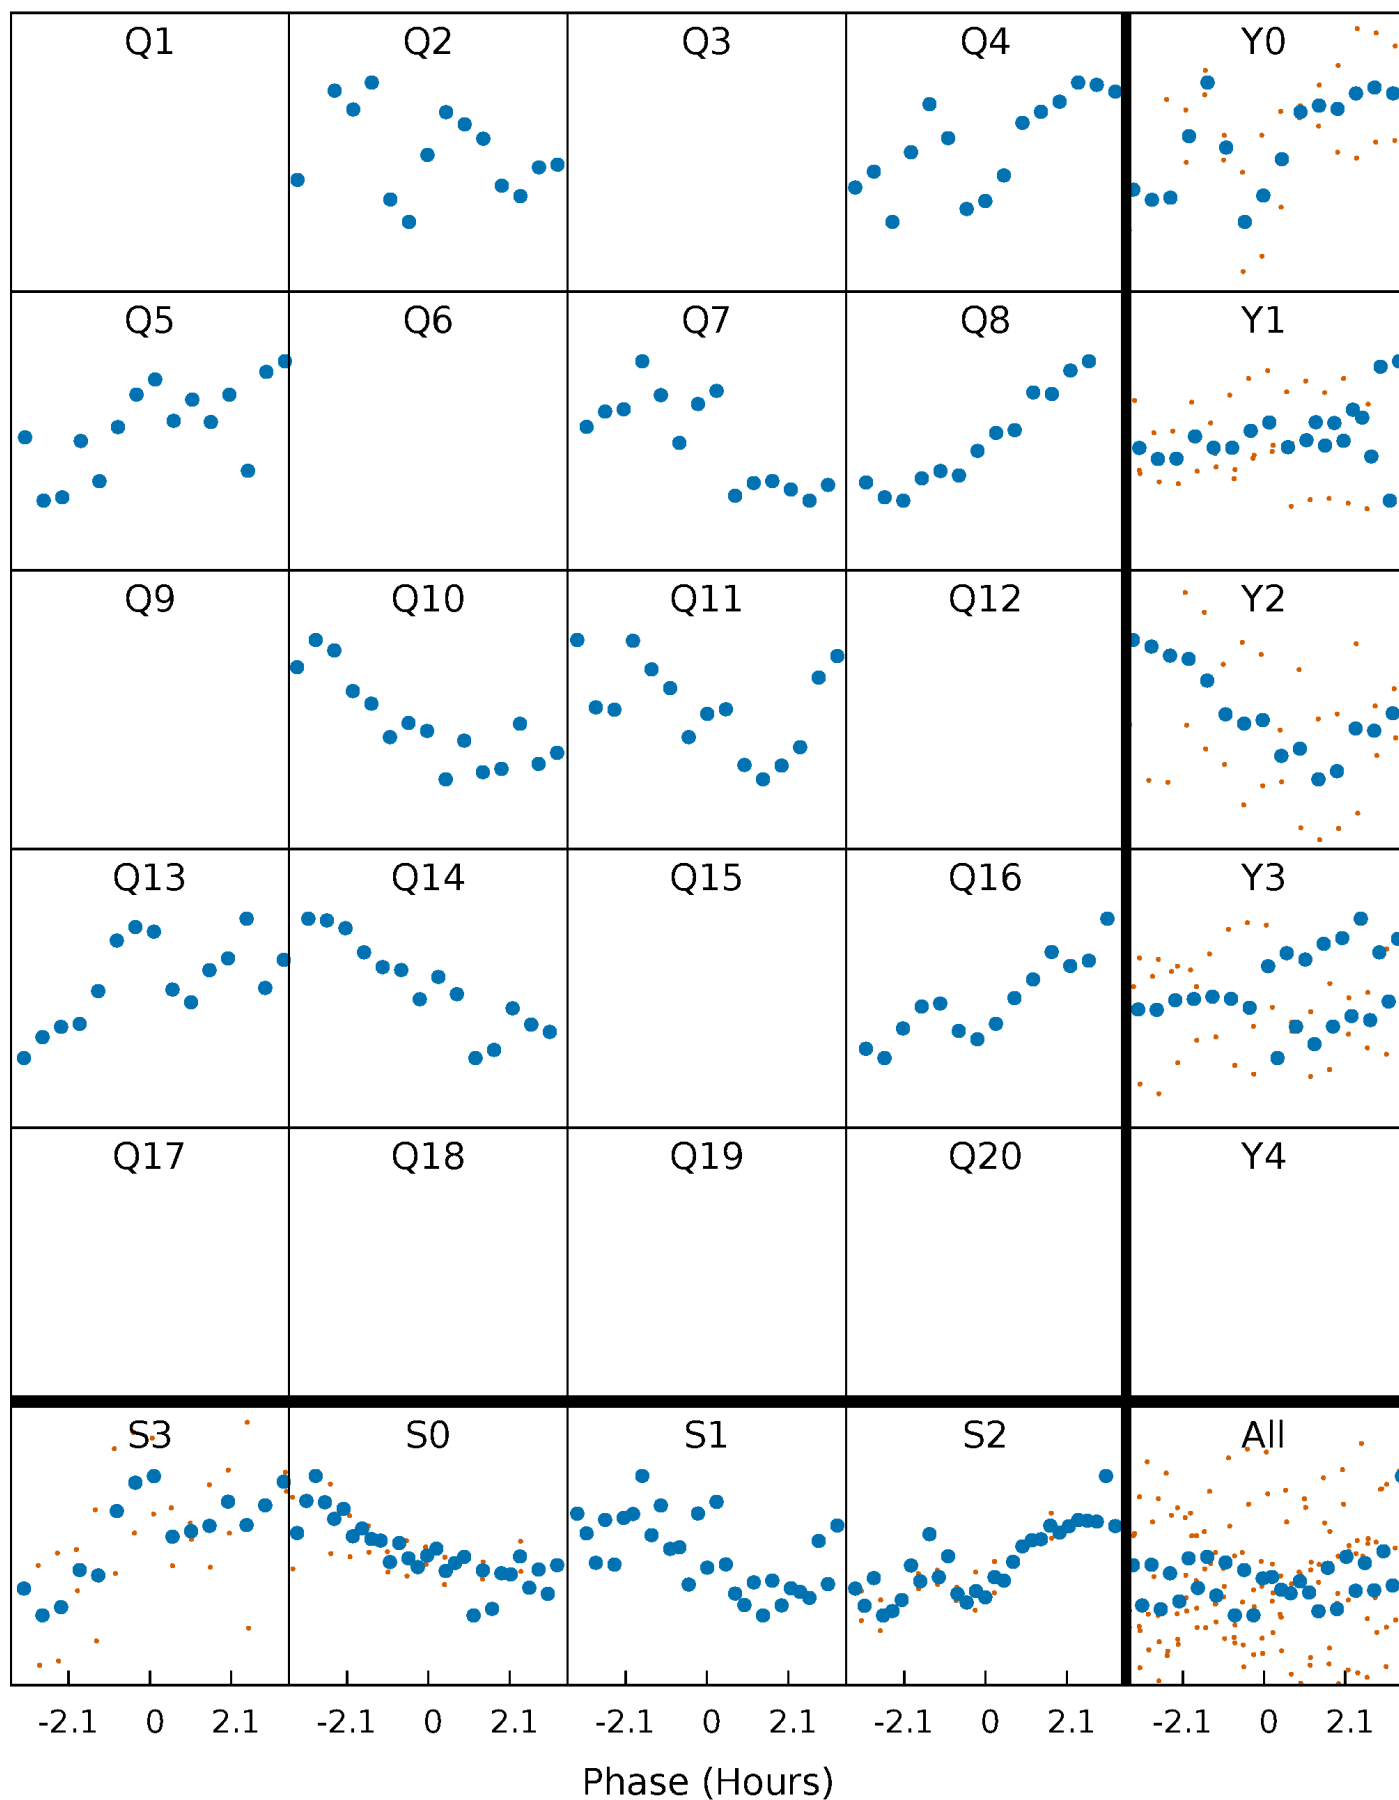 Q1 Q2 Q3 Q4 Y0
Q5 Q6 Q7 Q8 Y1
Q9 Q10 Q11 Q12 Y2
Q13 Q14 Q15 Q16 Y3
Q17 Q18 Q19 Q20 Y4
S3 S0 S1 S2 All
-2.1 0 2.1 -2.1 0 2.1 -2.1 0 2.1 -2.1 0 2.1 -2.1 0 2.1
Phase (Hours)